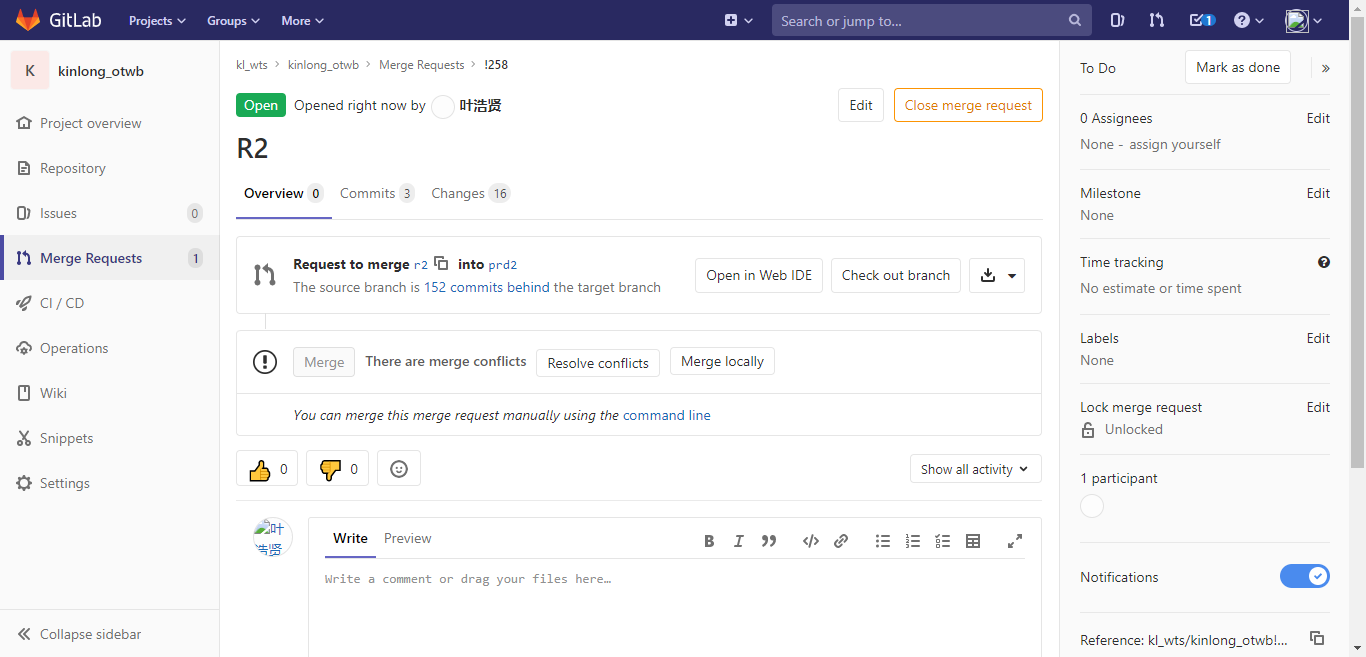 GitLab Projects Groups More Search or jump to... 1
K kinlong_otwb
Project overview
Repository
Issues 0
Merge Requests 1
CI / CD
Operations
Wiki
Snippets
Settings
Collapse sidebar
kl_wts > kinlong_otwb > Merge Requests > !258
Open Opened right now by 叶浩贤 Edit Close merge request
R2
Overview 0 Commits 3 Changes 16
Request to merge r2 into prd2
The source branch is 152 commits behind the target branch
Open in Web IDE Check out branch
Merge There are merge conflicts Resolve conflicts Merge locally
You can merge this merge request manually using the command line
0 0 Show all activity
叶浩贤
Write Preview
Write a comment or drag your files here…
To Do Mark as done
0 Assignees Edit
None - assign yourself
Milestone Edit
None
Time tracking
No estimate or time spent
Labels Edit
None
Lock merge request Edit
Unlocked
1 participant
Notifications
Reference: kl_wts/kinlong_otwb!...